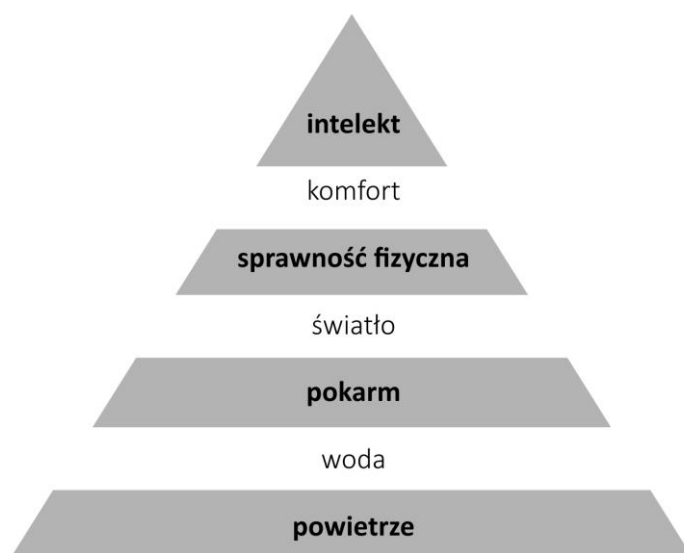 intelekt
komfort
sprawność fizyczna
światło
pokarm
woda
powietrze